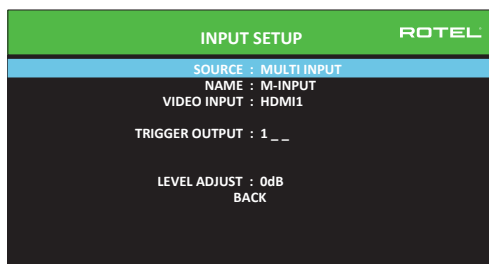 INPUT SETUP
ROTEL
SOURCE : MULTI INPUT
NAME : M-INPUT
VIDEO INPUT : HDMI1
TRIGGER OUTPUT : 1 _ _
LEVEL ADJUST : 0dB
BACK